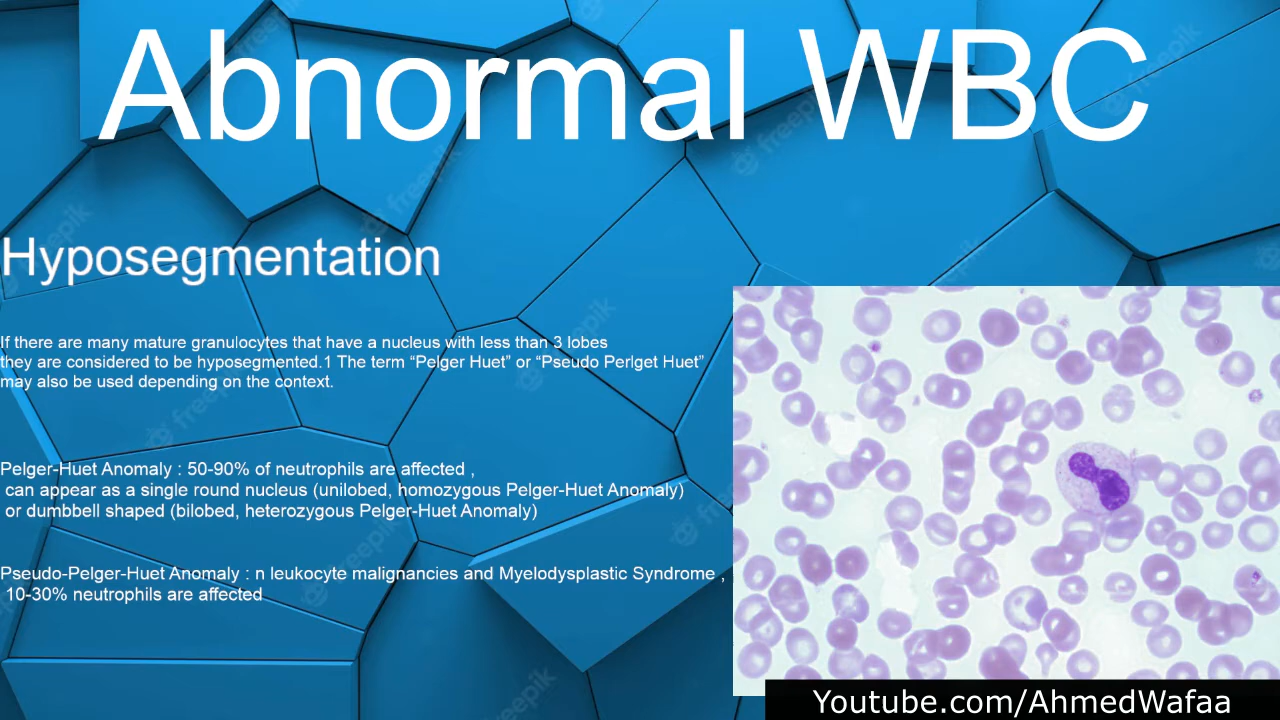 Abnormal WBC
Hyposegmentation
If there are many mature granulocytes that have a nucleus with less than 3 lobes
they are considered to be hyposegmented.1 The term “Pelger Huet” or “Pseudo Perlget Huet”
may also be used depending on the context.
Pelger-Huet Anomaly : 50-90% of neutrophils are affected ,
can appear as a single round nucleus (unilobed, homozygous Pelger-Huet Anomaly)
or dumbbell shaped (bilobed, heterozygous Pelger-Huet Anomaly)
Pseudo-Pelger-Huet Anomaly : n leukocyte malignancies and Myelodysplastic Syndrome ,
10-30% neutrophils are affected
Youtube.com/AhmedWafaa